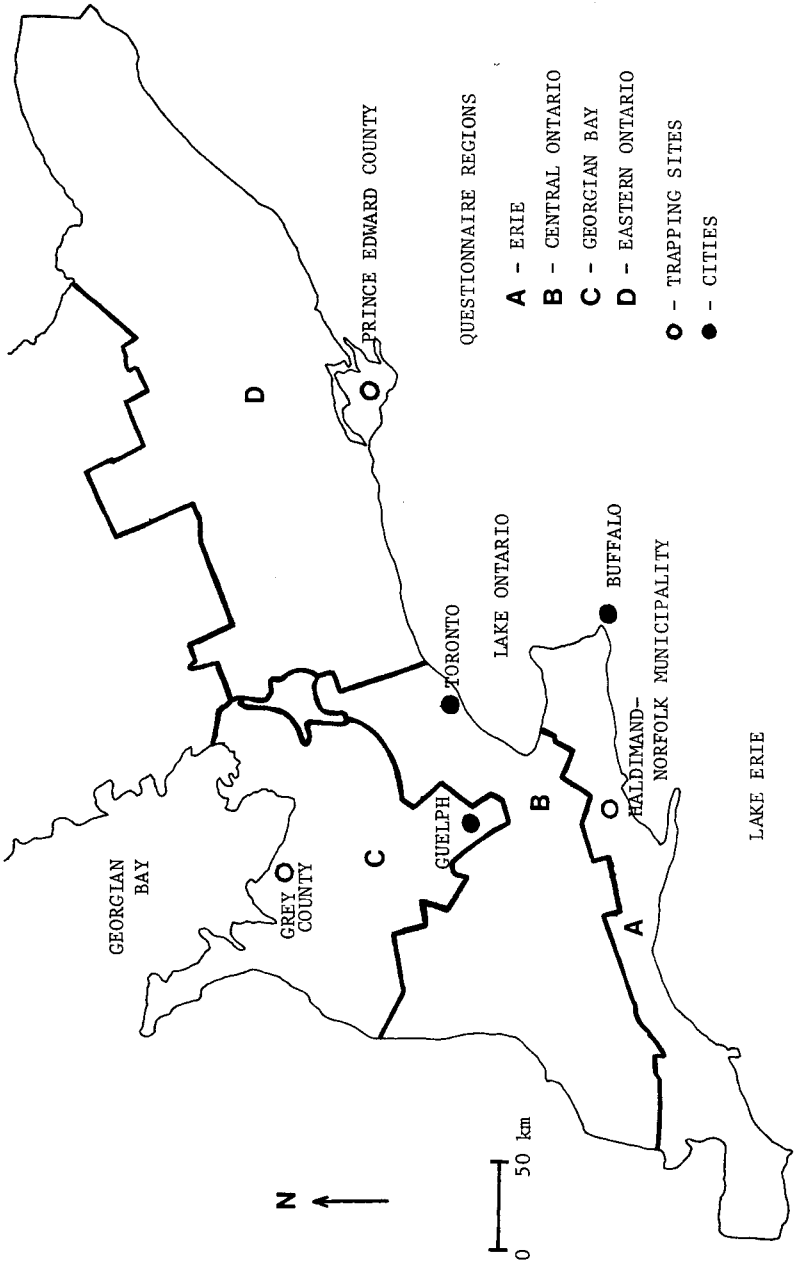 GEORGIAN
BAY
GREY
COUNTY
C
D
PRINCE EDWARD COUNTY
GUELPH
TORONTO
LAKE ONTARIO
B
BUFFALO
HALDIMAND-
NORFOLK MUNICIPALITY
A
LAKE ERIE
N
0 50 km
QUESTIONNAIRE REGIONS
A - ERIE
B - CENTRAL ONTARIO
C - GEORGIAN BAY
D - EASTERN ONTARIO
- TRAPPING SITES
- CITIES